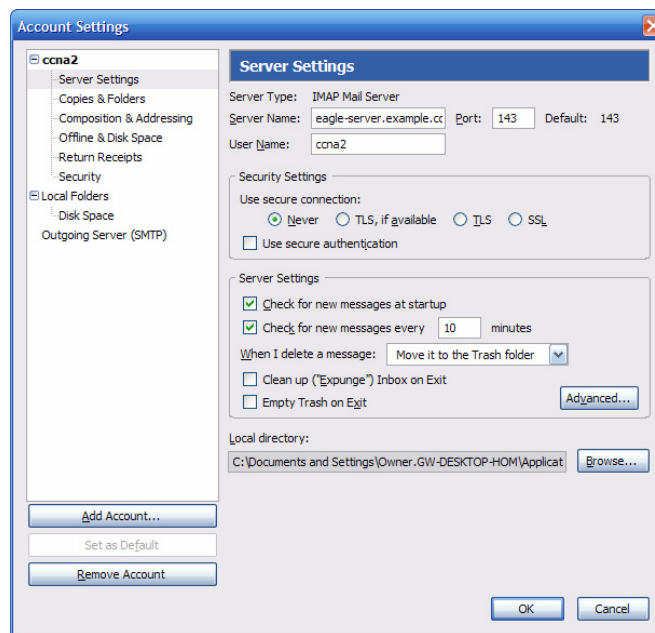 Account Settings
ccna2
Server Settings
Copies & Folders
Composition & Addressing
Offline & Disk Space
Return Receipts
Security
Local Folders
Disk Space
Outgoing Server (SMTP)
Add Account...
Set as Default
Remove Account
Server Settings
Server Type: IMAP Mail Server
Server Name: eagle-server.example.cc Port: 143 Default: 143
User Name: ccna2
Security Settings
Use secure connection:
Never TLS, if available TLS SSL
Use secure authentication
Server Settings
Check for new messages at startup
Check for new messages every 10 minutes
When I delete a message: Move it to the Trash folder
Clean up ("Expunge") Inbox on Exit
Empty Trash on Exit
Advanced...
Local directory:
C:\Documents and Settings\Owner.GW-DESKTOP-HOM\Applicat Browse...
OK Cancel